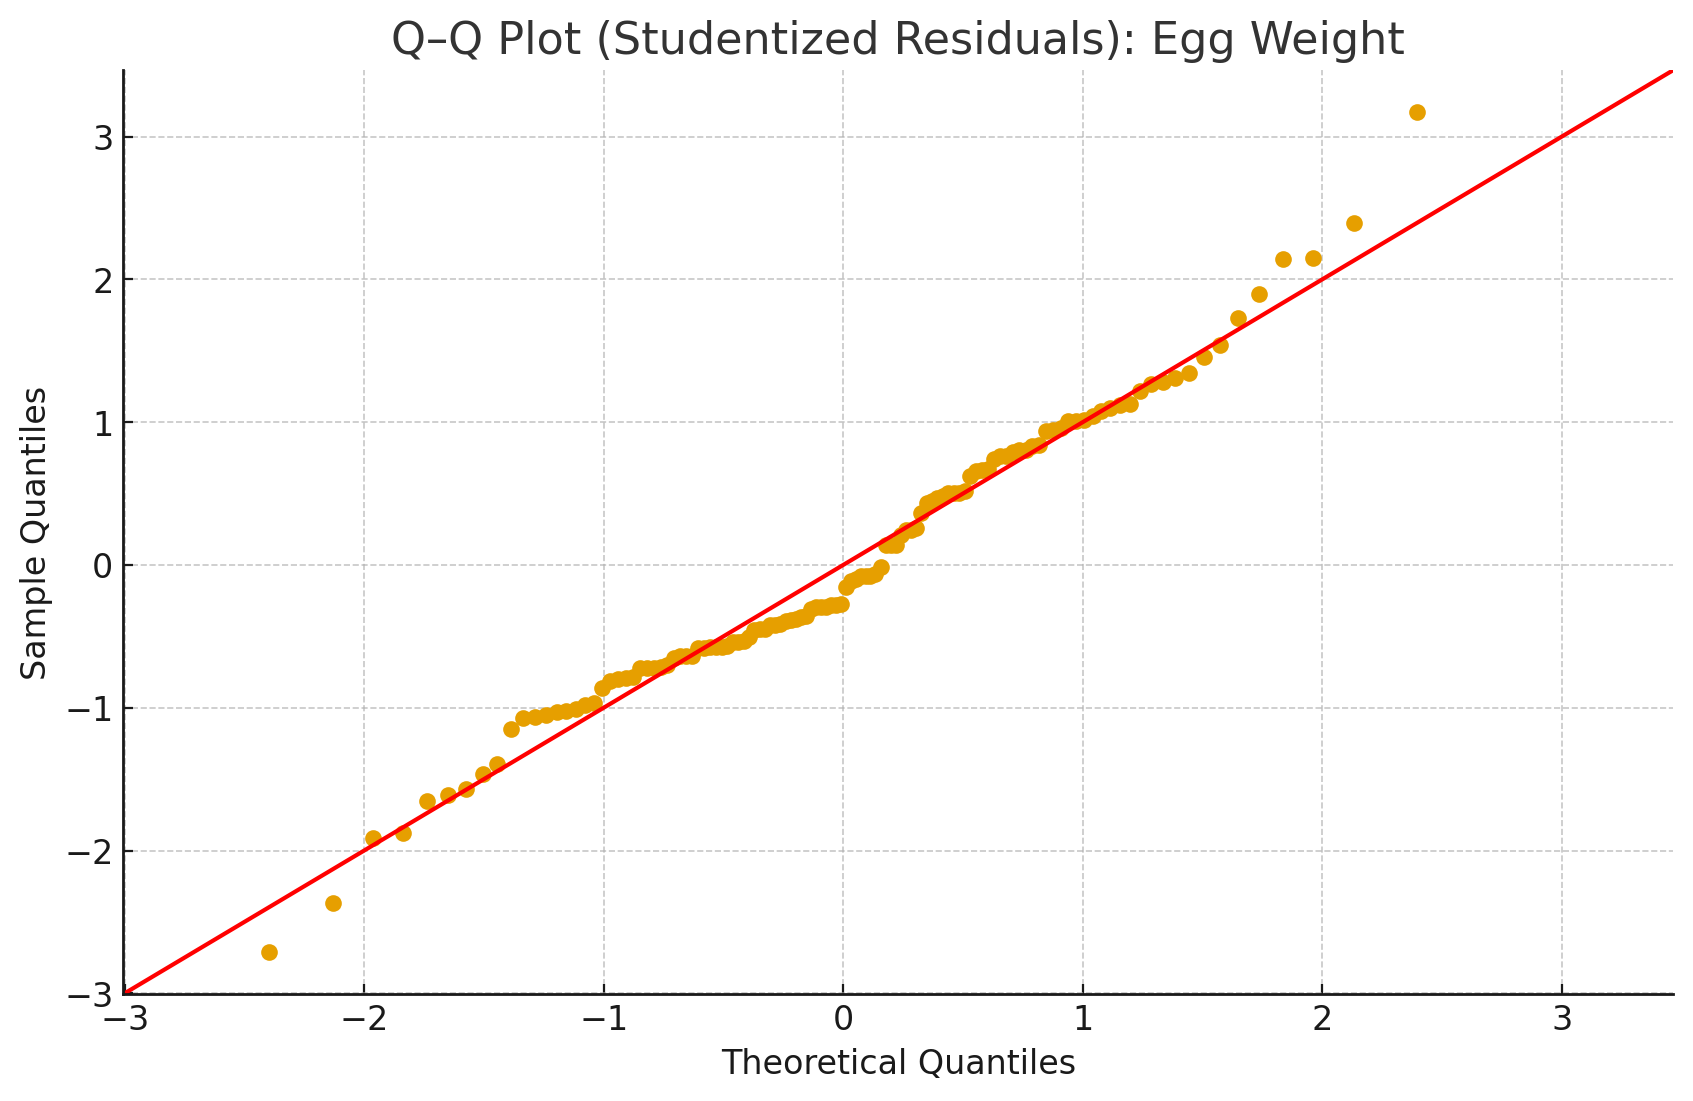 Q–Q Plot (Studentized Residuals): Egg Weight
Sample Quantiles
3
2
1
0
−1
−2
−3
−3 −2 −1 0 1 2 3
Theoretical Quantiles